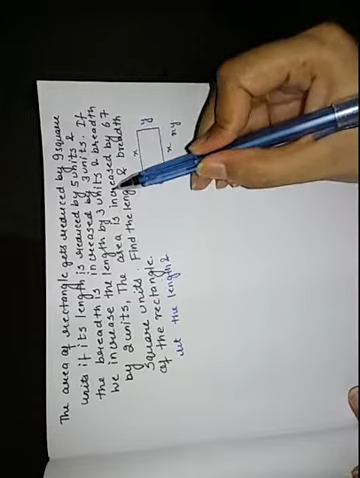 The area of rectangle gets reduced by 9 square
units if its length is reduced by 5 units &
the breadth is increased by 3 units. If
we increase the length by 3 units & breadth
by 2 units, The area is increased by 67
square units. Find the leng & breadth
of the rectangle.
let the length &
x
y
x
xy